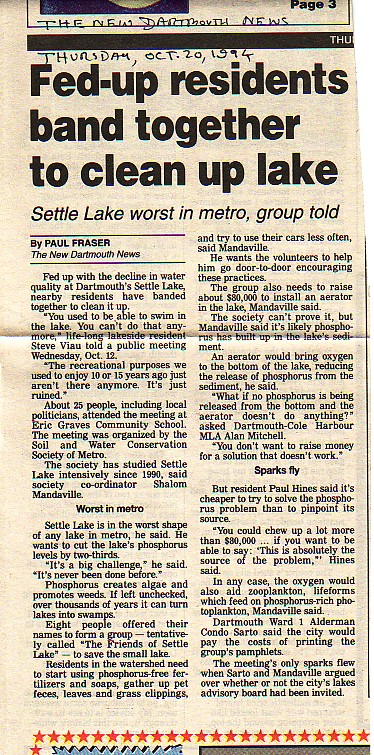 Page 3
THE NEW DARTMOUTH NEWS
THU
THURSDAY, OCT. 20, 1994
Fed-up residents
band together
to clean up lake
Settle Lake worst in metro, group told
By PAUL FRASER
The New Dartmouth News
Fed up with the decline in water
quality at Dartmouth's Settle Lake,
nearby residents have banded
together to clean it up.
"You used to be able to swim in
the lake. You can't do that any-
more," life-long lakeside resident
Steve Viau told a public meeting
Wednesday, Oct. 12.
"The recreational purposes we
used to enjoy 10 or 15 years ago just
aren't there anymore. It's just
ruined."
About 25 people, including local
politicians, attended the meeting at
Eric Graves Community School.
The meeting was organized by the
Soil and Water Conservation
Society of Metro.
The society has studied Settle
Lake intensively since 1990, said
society co-ordinator Shalom
Mandaville.
Worst in metro
Settle Lake is in the worst shape
of any lake in metro, he said. He
wants to cut the lake's phosphorus
levels by two-thirds.
"It's a big challenge," he said.
"It's never been done before."
Phosphorus creates algae and
promotes weeds. If left unchecked,
over thousands of years it can turn
lakes into swamps.
Eight people offered their
names to form a group — tentative-
ly called "The Friends of Settle
Lake" — to save the small lake.
Residents in the watershed need
to start using phosphorus-free fer-
tilizers and soaps, gather up pet
feces, leaves and grass clippings,
and try to use their cars less often,
said Mandaville.
He wants the volunteers to help
him go door-to-door encouraging
these practices.
The group also needs to raise
about $80,000 to install an aerator
in the lake, Mandaville said.
The society can't prove it, but
Mandaville said it's likely phospho-
rus has built up in the lake's sedi-
ment.
An aerator would bring oxygen
to the bottom of the lake, reducing
the release of phosphorus from the
sediment, he said.
"What if no phosphorus is being
released from the bottom and the
aerator doesn't do anything?"
asked Dartmouth-Cole Harbour
MLA Alan Mitchell.
"You don't want to raise money
for a solution that doesn't work."
Sparks fly
But resident Paul Hines said it's
cheaper to try to solve the phospho-
rus problem than to pinpoint its
source.
"You could chew up a lot more
than $80,000 ... if you want to be
able to say: 'This is absolutely the
source of the problem,'" Hines
said.
In any case, the oxygen would
also aid zooplankton, lifeforms
which feed on phosphorus-rich pho-
toplankton, Mandaville said.
Dartmouth Ward 1 Alderman
Condo Sarto said the city would
pay the costs of printing the
group's pamphlets.
The meeting's only sparks flew
when Sarto and Mandaville argued
over whether or not the city's lakes
advisory board had been invited.